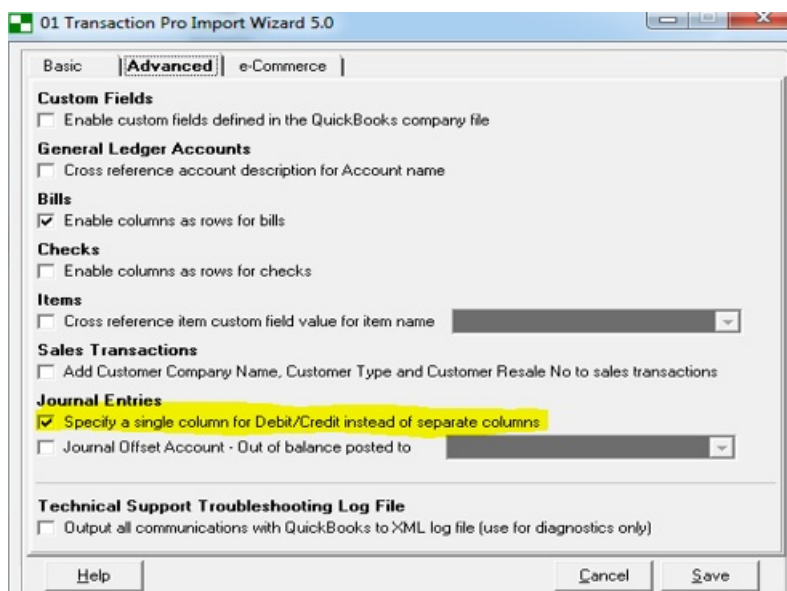 01 Transaction Pro Import Wizard 5.0
Basic Advanced e-Commerce
Custom Fields
Enable custom fields defined in the QuickBooks company file
General Ledger Accounts
Cross reference account description for Account name
Bills
Enable columns as rows for bills
Checks
Enable columns as rows for checks
Items
Cross reference item custom field value for item name
Sales Transactions
Add Customer Company Name, Customer Type and Customer Resale No to sales transactions
Journal Entries
Specify a single column for Debit/Credit instead of separate columns
Journal Offset Account - Out of balance posted to
Technical Support Troubleshooting Log File
Output all communications with QuickBooks to XML log file (use for diagnostics only)
Help Cancel Save